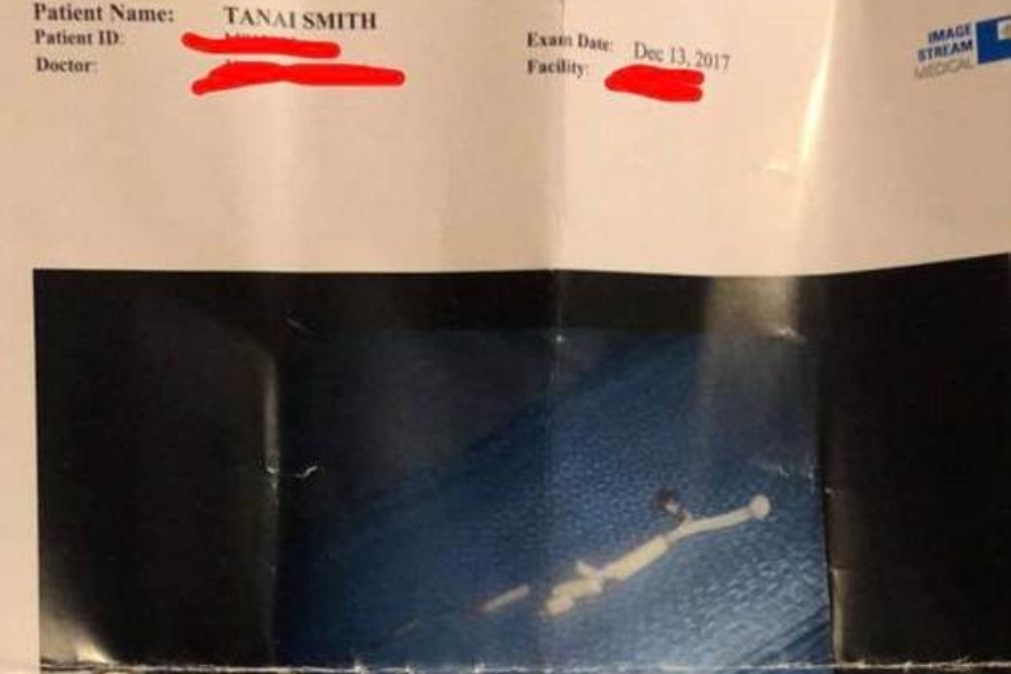 Patient Name: TANAI SMITH
Patient ID:
Doctor:
Exam Date: Dec 13, 2017
Facility:
IMAGE
STREAM
MEDICAL